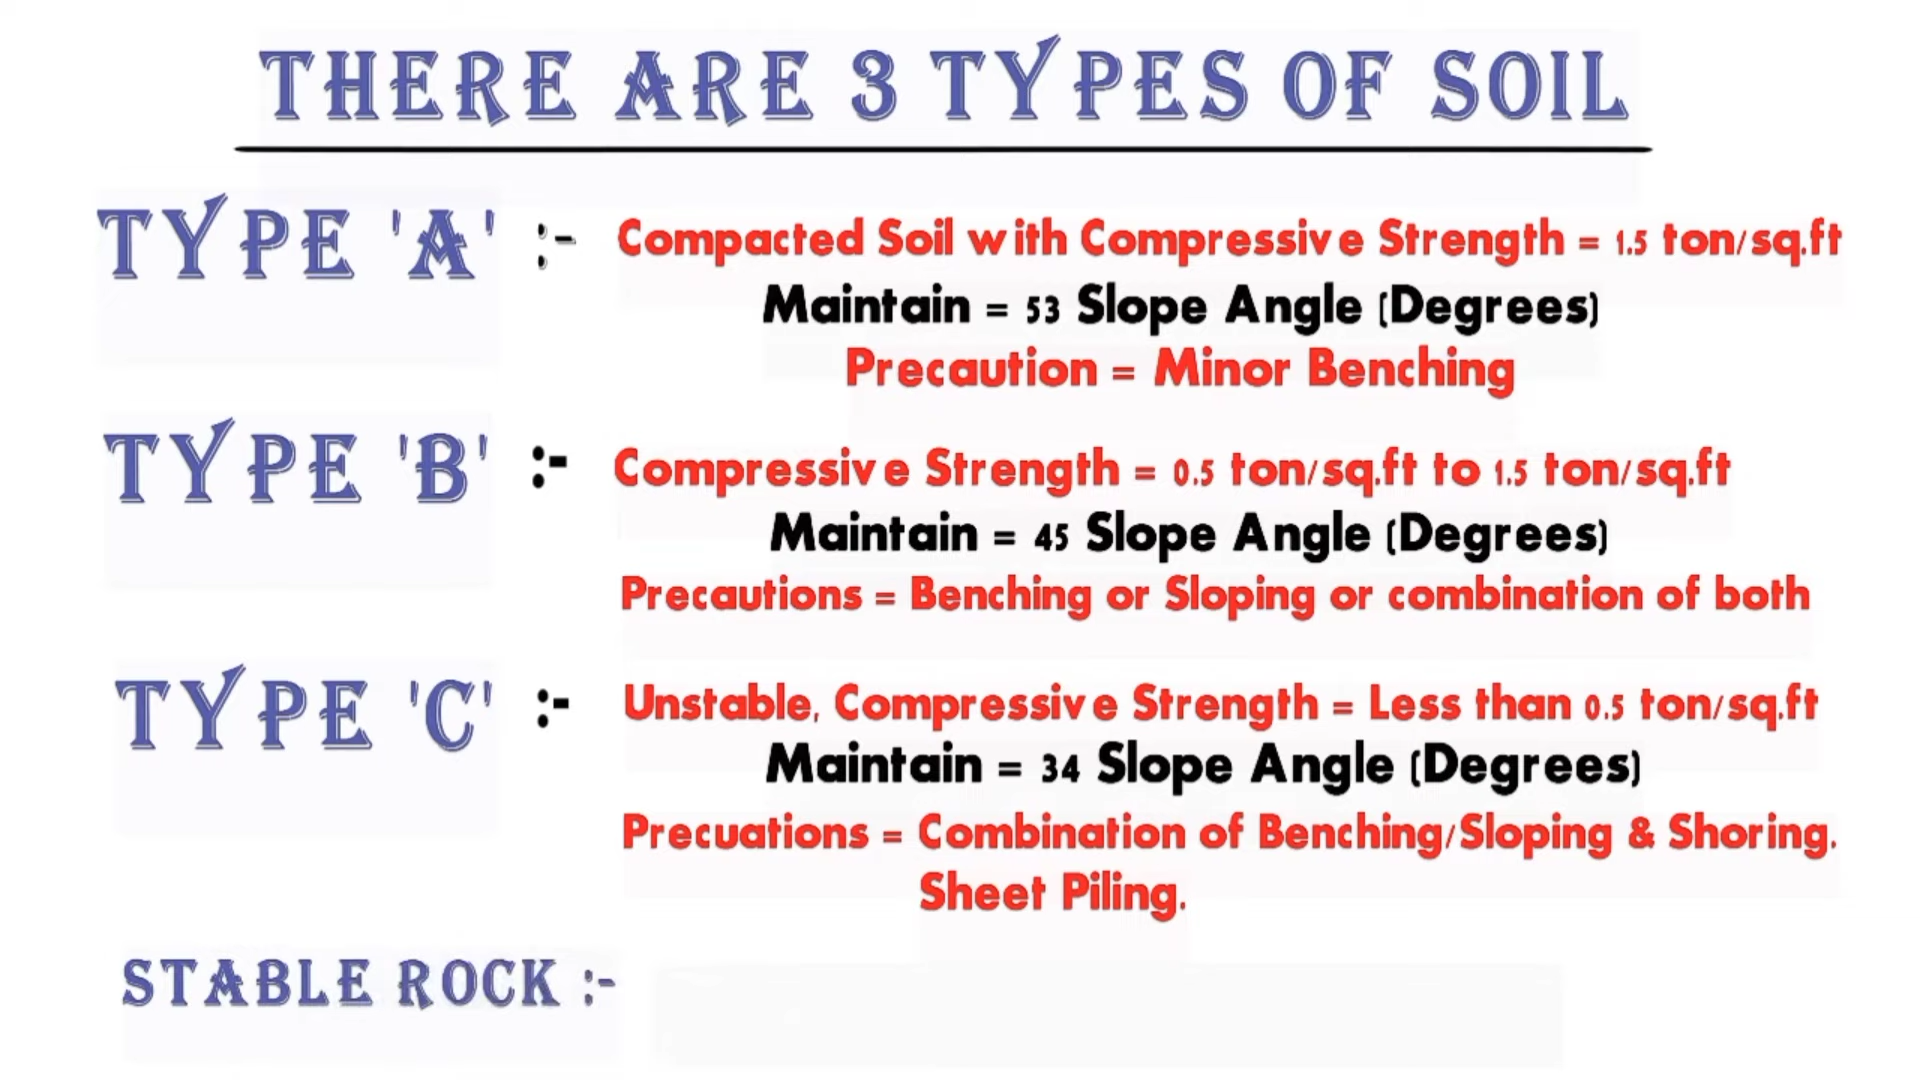 THERE ARE 3 TYPES OF SOIL
TYPE 'A' :- Compacted Soil with Compressive Strength = 1.5 ton/sq.ft
Maintain = 53 Slope Angle (Degrees)
Precaution = Minor Benching
TYPE 'B' :- Compressive Strength = 0.5 ton/sq.ft to 1.5 ton/sq.ft
Maintain = 45 Slope Angle (Degrees)
Precautions = Benching or Sloping or combination of both
TYPE 'C' :- Unstable, Compressive Strength = Less than 0.5 ton/sq.ft
Maintain = 34 Slope Angle (Degrees)
Precuations = Combination of Benching/Sloping & Shoring.
Sheet Piling.
STABLE ROCK :-